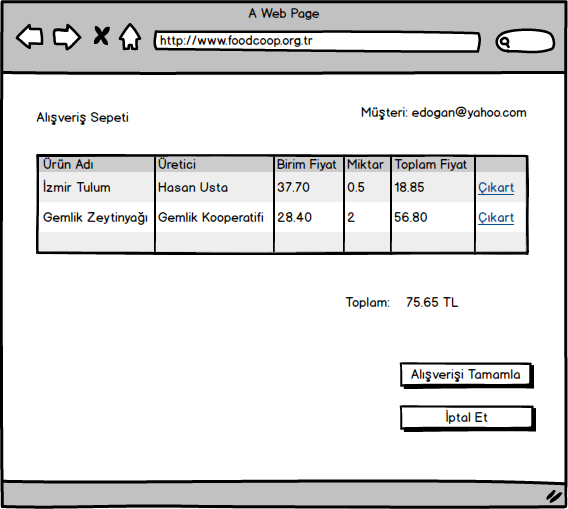 A Web Page
http://www.foodcoop.org.tr
Müşteri: edogan@yahoo.com
Alışveriş Sepeti
Ürün Adı Üretici Birim Fiyat Miktar Toplam Fiyat
İzmir Tulum Hasan Usta 37.70 0.5 18.85 Çıkart
Gemlik Zeytinyağı Gemlik Kooperatifi 28.40 2 56.80 Çıkart
Toplam: 75.65 TL
Alışverişi Tamamla
İptal Et